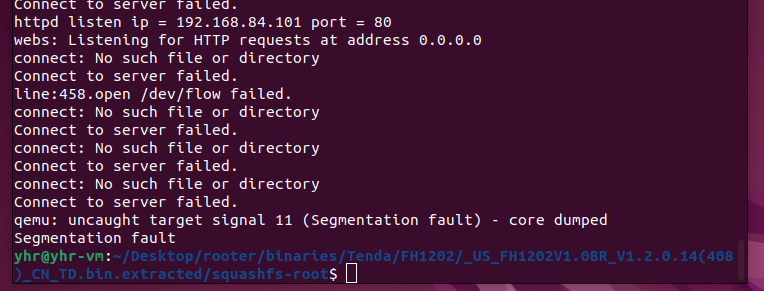 Connect to server failed.
httpd listen ip = 192.168.84.101 port = 80
webs: Listening for HTTP requests at address 0.0.0.0
connect: No such file or directory
Connect to server failed.
line:458.open /dev/flow failed.
connect: No such file or directory
Connect to server failed.
connect: No such file or directory
Connect to server failed.
connect: No such file or directory
Connect to server failed.
qemu: uncaught target signal 11 (Segmentation fault) - core dumped
Segmentation fault
yhr@yhr-vm:~/Desktop/rooter/binaries/Tenda/FH1202/_US_FH1202V1.0BR_V1.2.0.14(408
)_CN_TD.bin.extracted/squashfs-root$